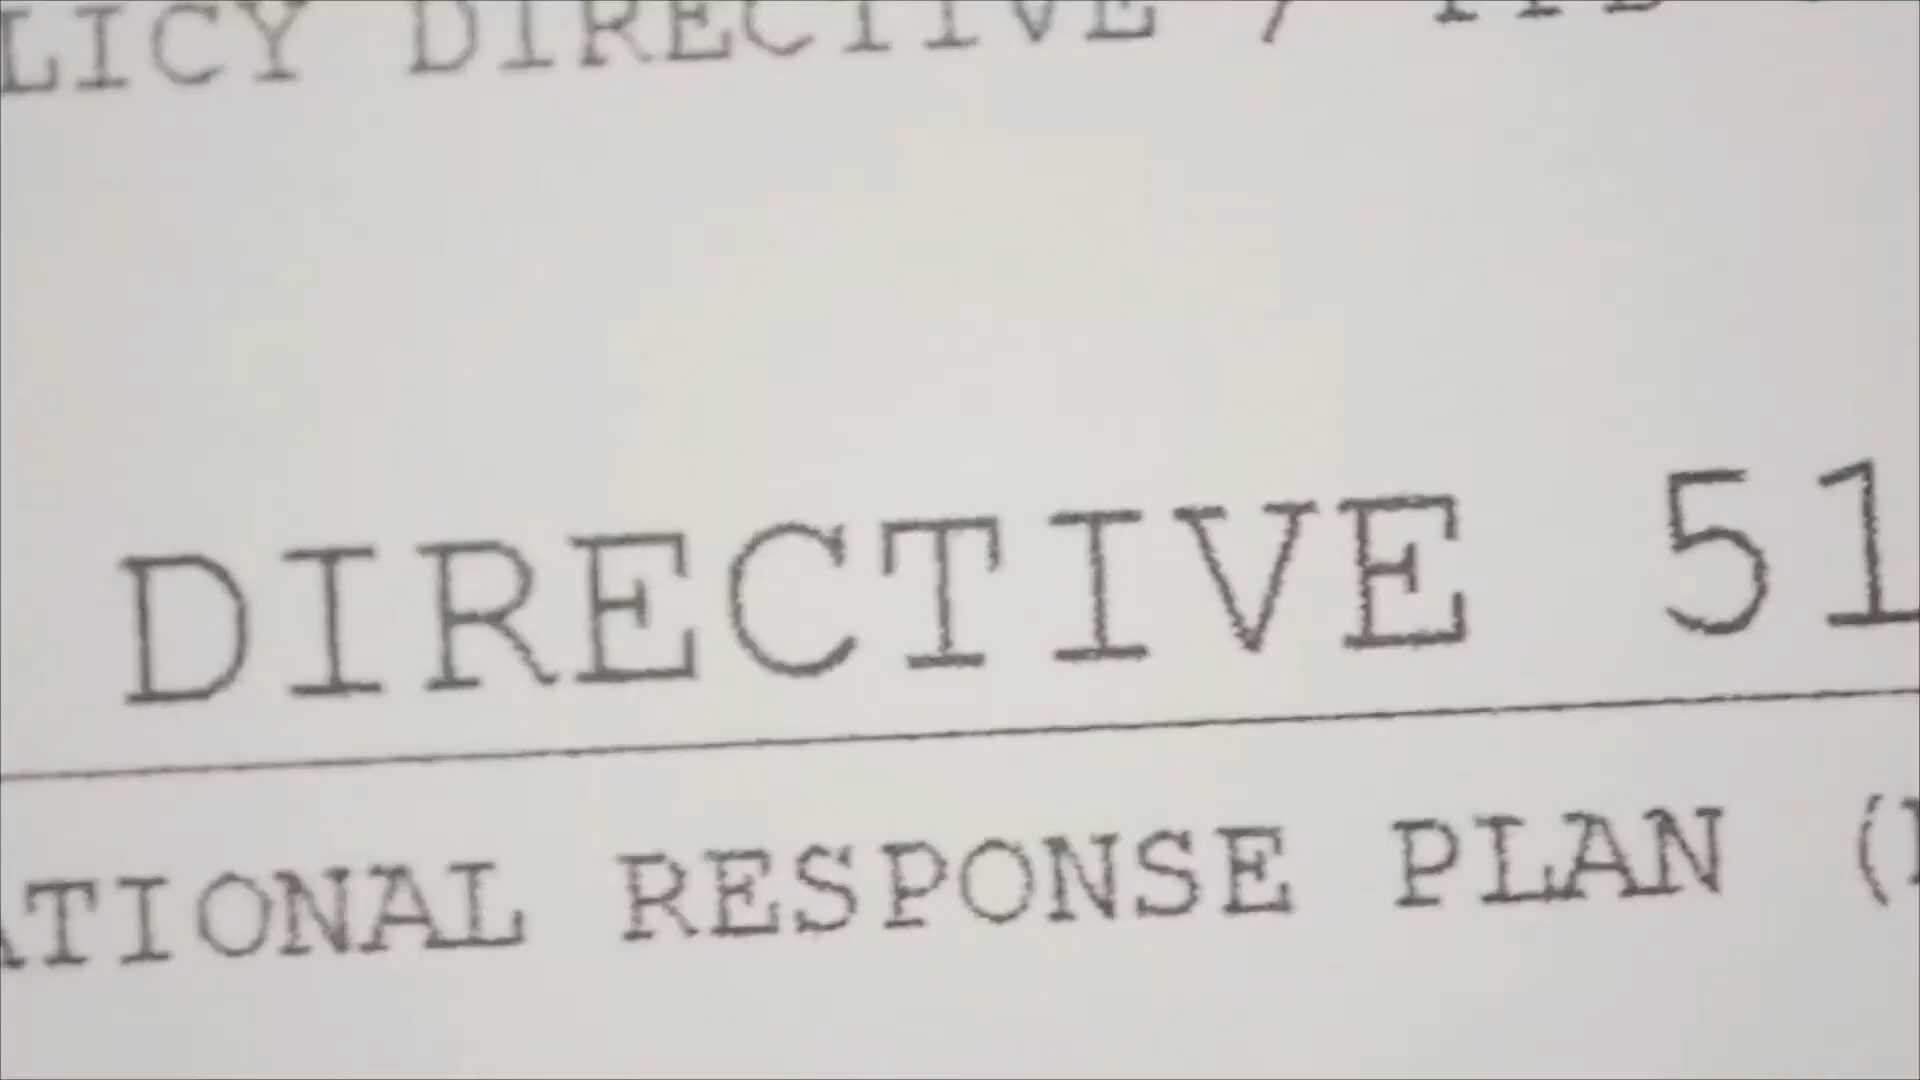 LICY DIRECTIVE /
DIRECTIVE 51
ATIONAL RESPONSE PLAN (